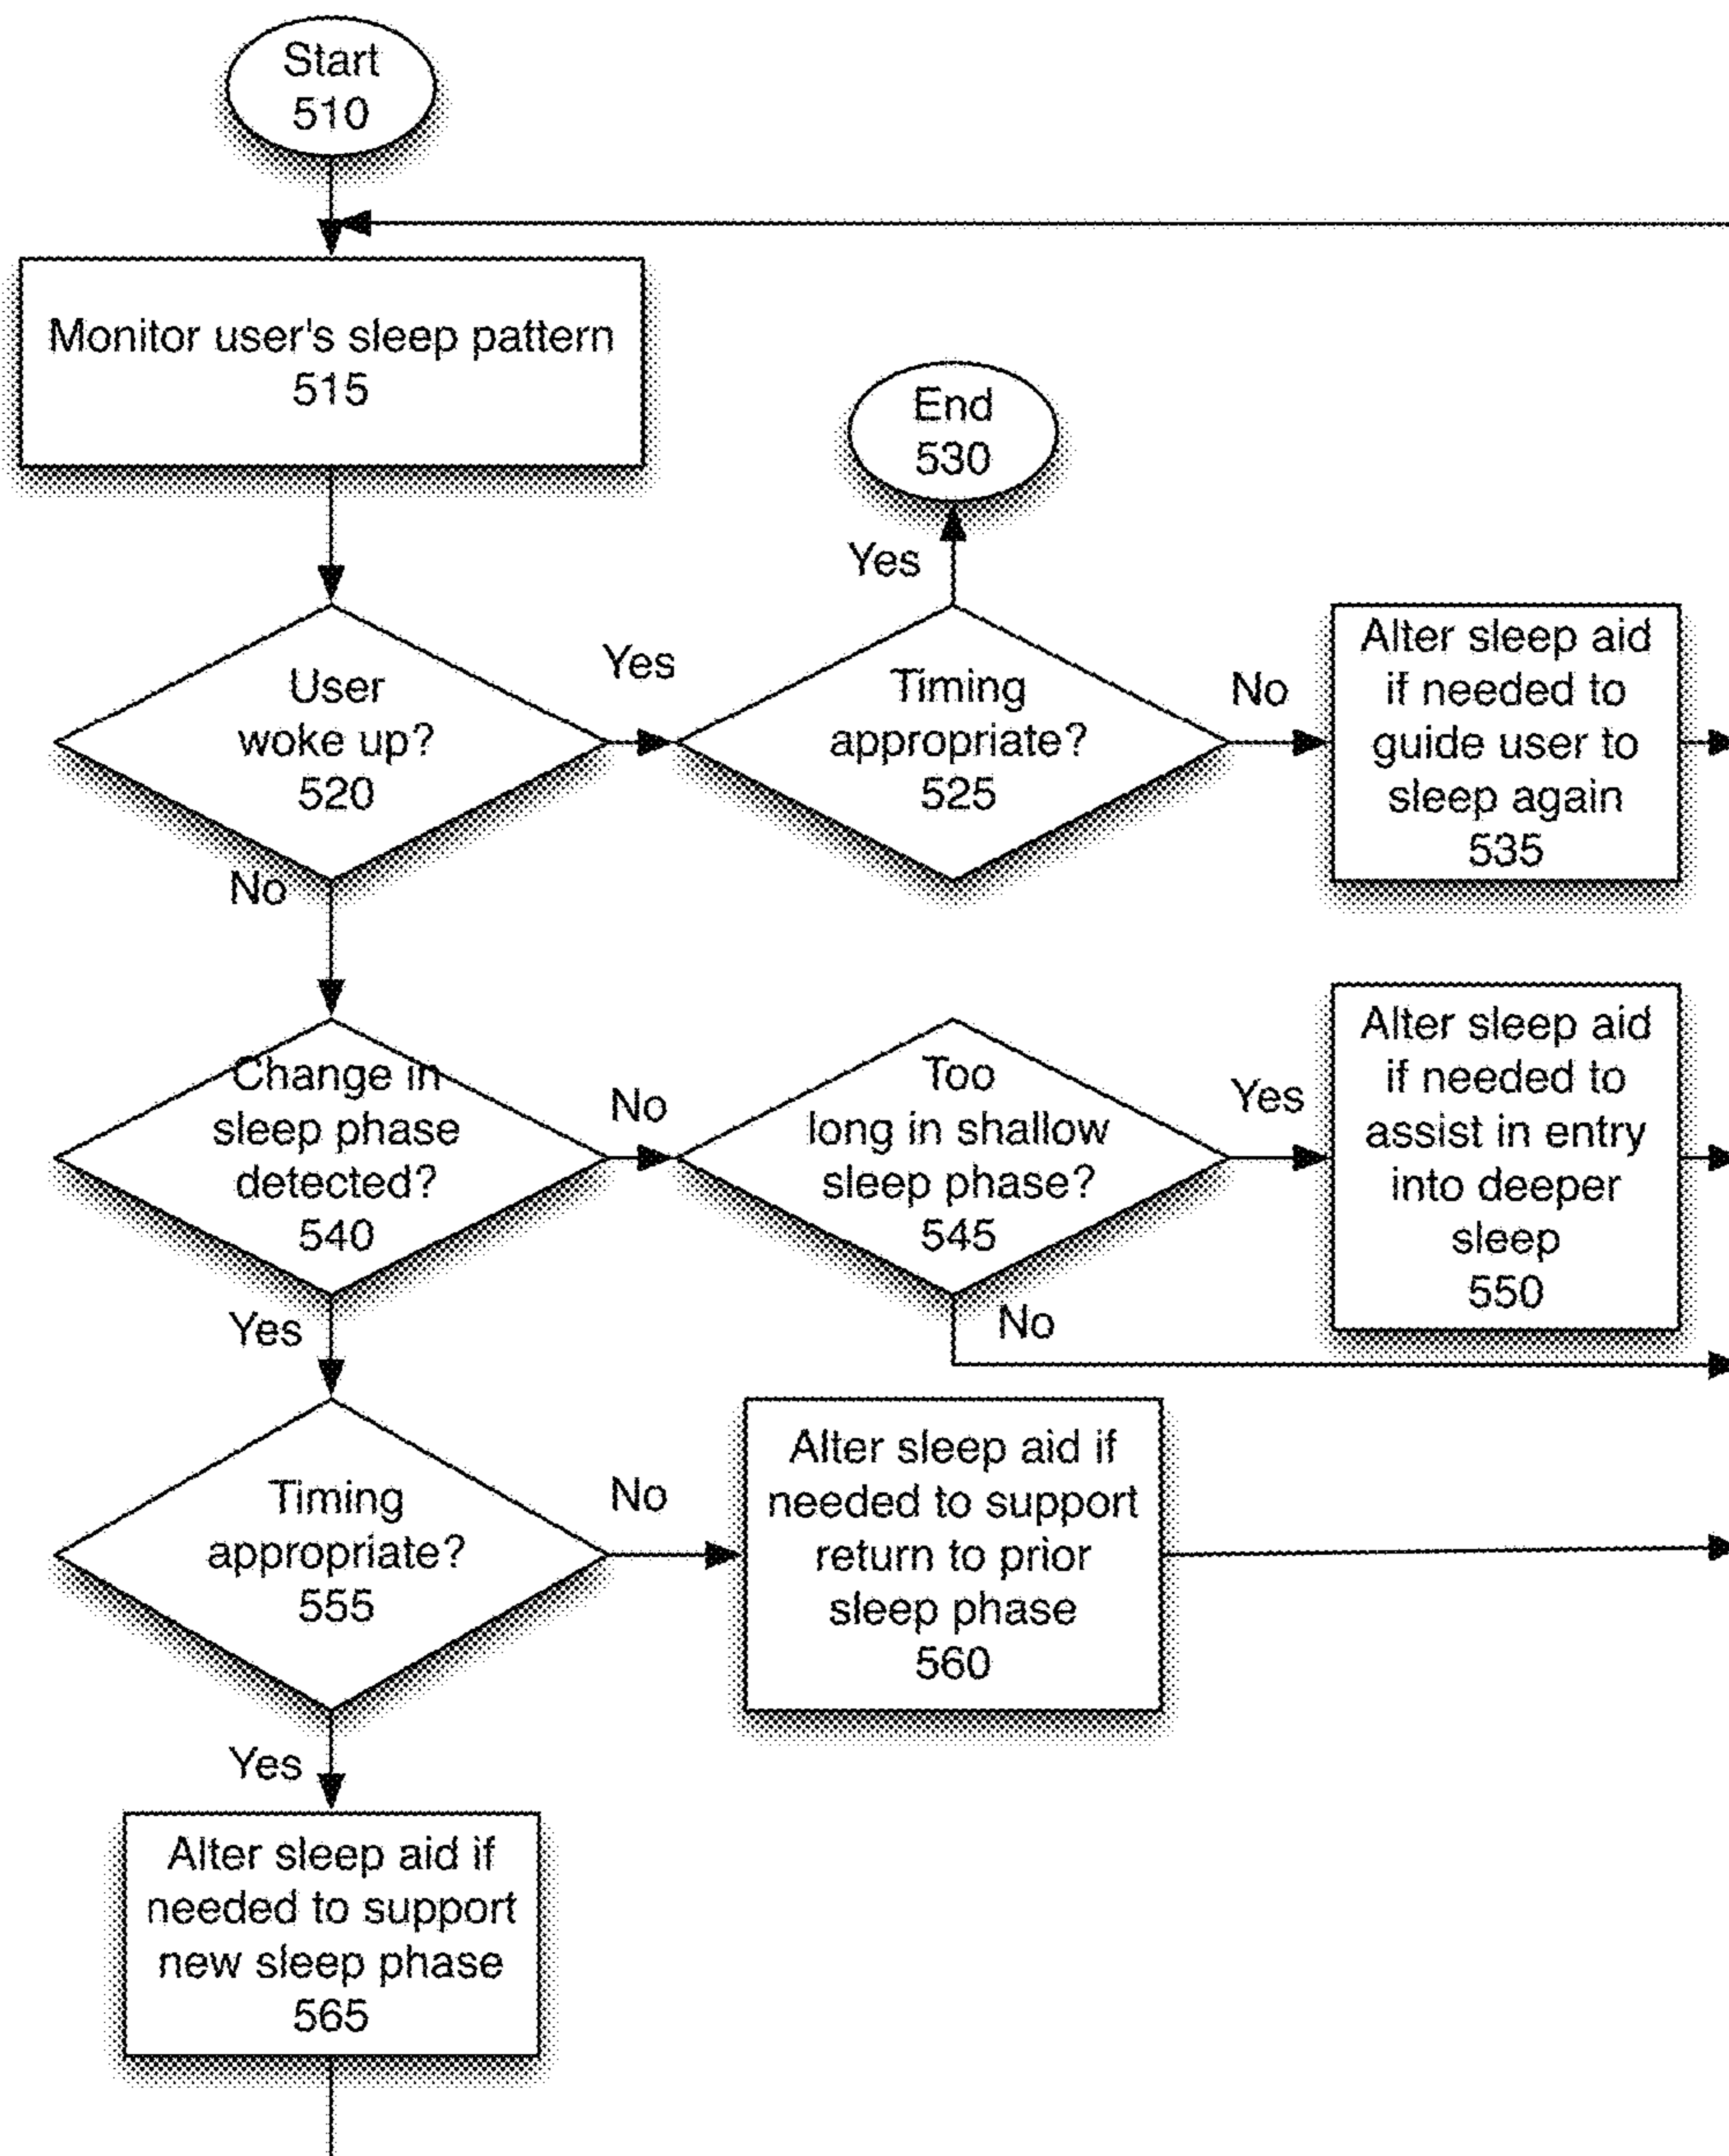 Start
510
Monitor user's sleep pattern
515
End
530
Yes
User
woke up?
520
Yes
Timing
appropriate?
525
No
Alter sleep aid
if needed to
guide user to
sleep again
535
No
Change in
sleep phase
detected?
540
No
Too
long in shallow
sleep phase?
545
Yes
Alter sleep aid
if needed to
assist in entry
into deeper
sleep
550
Yes
No
Timing
appropriate?
555
No
Alter sleep aid if
needed to support
return to prior
sleep phase
560
Yes
Alter sleep aid if
needed to support
new sleep phase
565